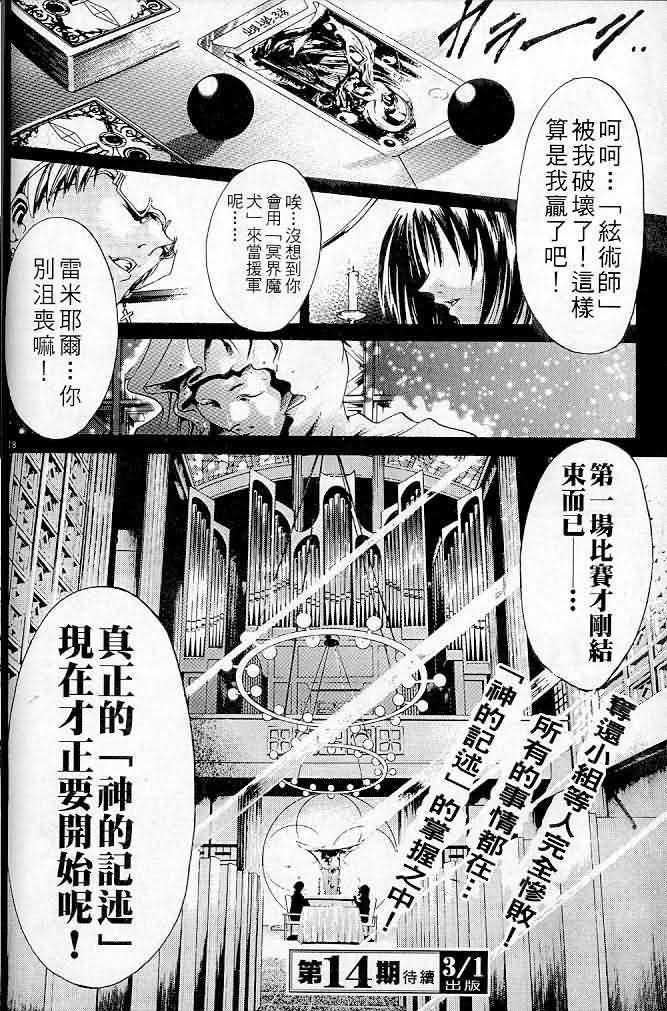 ガラーリ..
呵呵…「絃術師」
被我破壞了！這樣
算是我贏了吧！
唉…沒想到你
會用「冥界魔
犬」來當援軍
呢……
雷米耶爾…你
別沮喪嘛！
18
第一場比賽才剛結
束而已——…
奪還小組等人完全慘敗！
所有的事情都在…
「神的記述」的掌握之中！
真正的「神的記述」
現在才正要開始呢！
第14期待續
3/1
出版